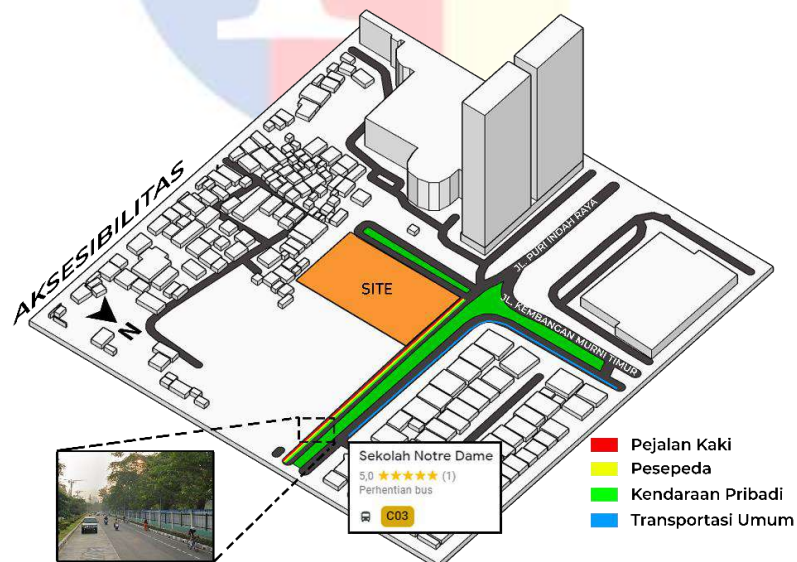 AKSESIBILITAS
N
SITE
JL. PURI INDAH RAYA
JL. KEMBANGAN MURNI TIMUR
Sekolah Notre Dame
5,0 ★★★★★ (1)
Perhentian bus
C03
Pejalan Kaki
Pesepeda
Kendaraan Pribadi
Transportasi Umum